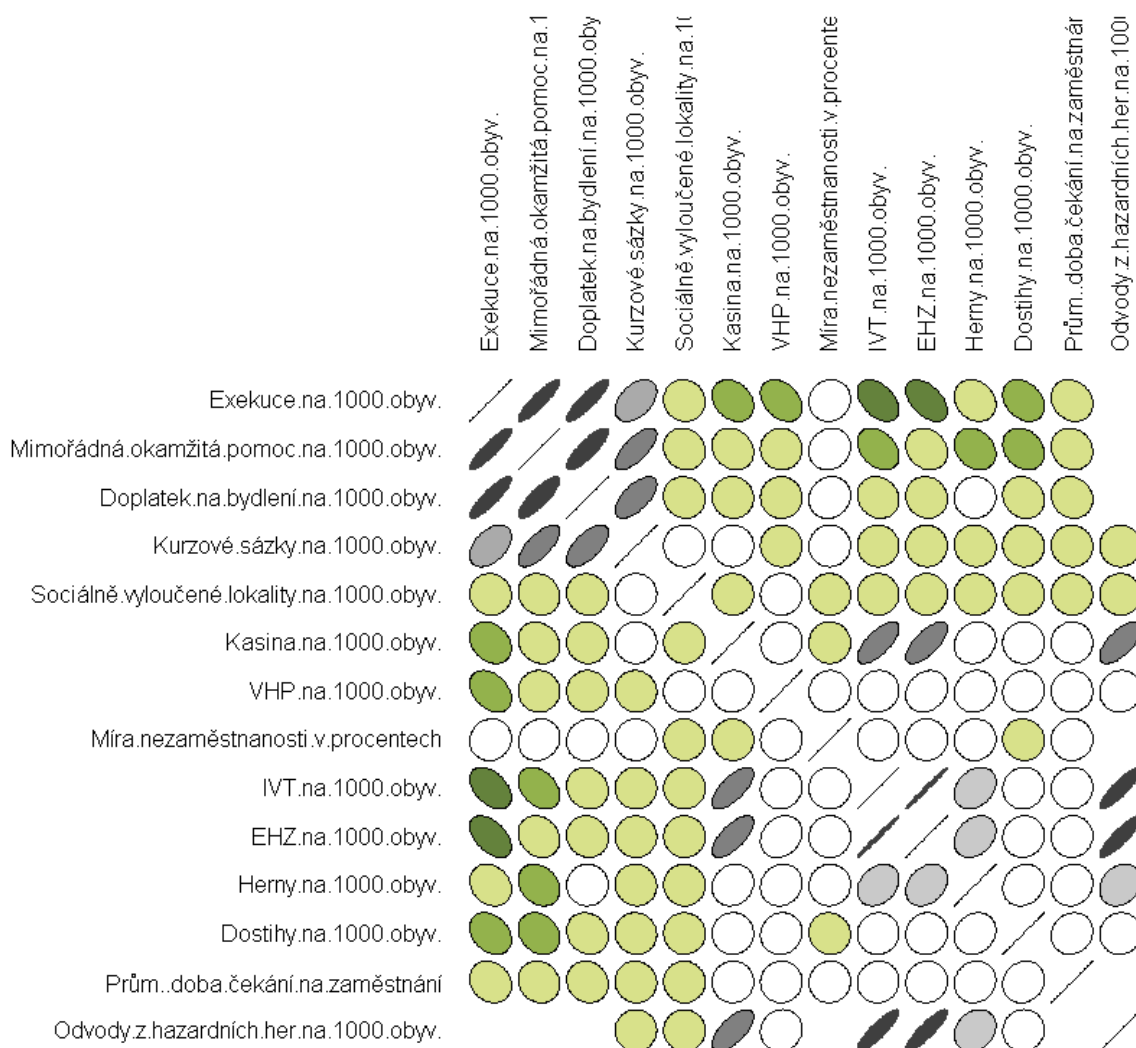 Exekuce.na.1000.obyv.
Mimořádná.okamžitá.pomoc.na.1
Doplatek.na.bydlení.na.1000.oby
Kurzové.sázky.na.1000.obyv.
Sociálně.vyloučené.lokality.na.10
Kasina.na.1000.obyv.
VHP.na.1000.obyv.
Míra.nezaměstnanosti.v.procente
IVT.na.1000.obyv.
EHZ.na.1000.obyv.
Herny.na.1000.obyv.
Dostihy.na.1000.obyv.
Prům..doba.čekání.na.zaměstnár
Odvody.z.hazardních.her.na.1000
Exekuce.na.1000.obyv.
Mimořádná.okamžitá.pomoc.na.1000.obyv.
Doplatek.na.bydlení.na.1000.obyv.
Kurzové.sázky.na.1000.obyv.
Sociálně.vyloučené.lokality.na.1000.obyv.
Kasina.na.1000.obyv.
VHP.na.1000.obyv.
Míra.nezaměstnanosti.v.procentech
IVT.na.1000.obyv.
EHZ.na.1000.obyv.
Herny.na.1000.obyv.
Dostihy.na.1000.obyv.
Prům..doba.čekání.na.zaměstnání
Odvody.z.hazardních.her.na.1000.obyv.